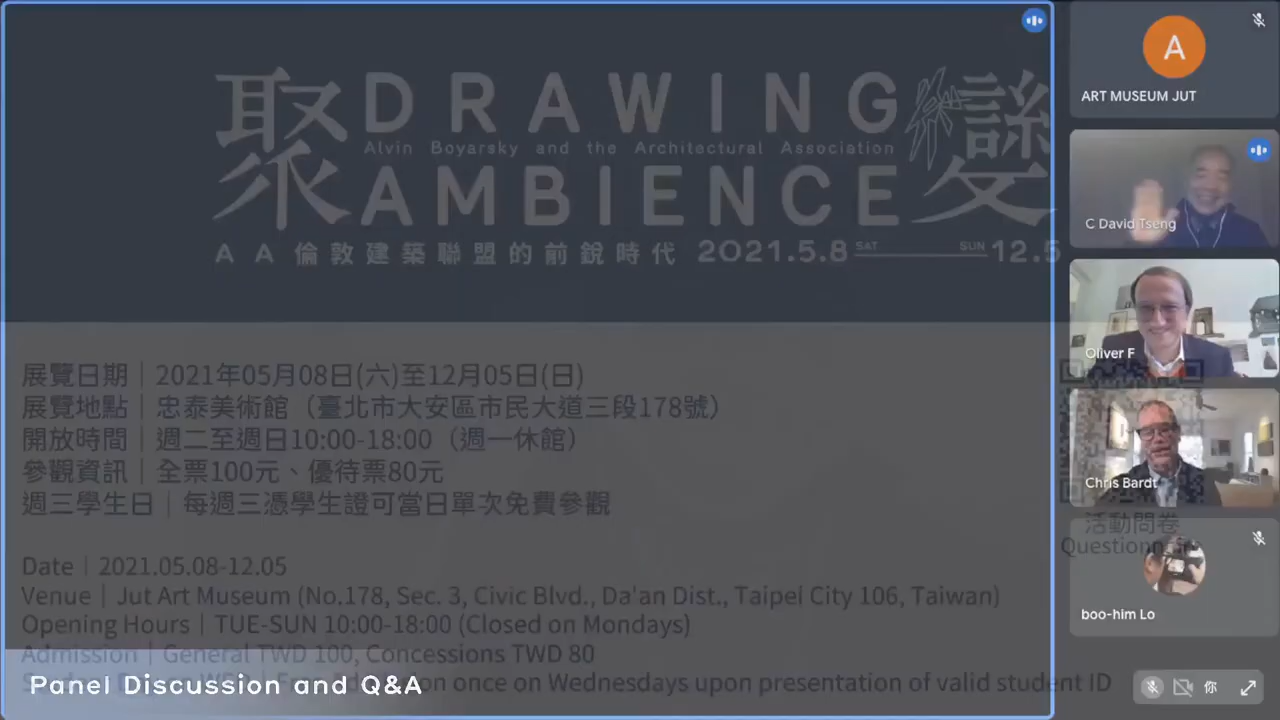 聚變
DRAWING
Alvin Boyarsky and the Architectural Association
AMBIENCE
AA倫敦建築聯盟的前銳時代 2021.5.8 SAT SUN 12.5
展覽日期｜2021年05月08日(六)至12月05日(日)
展覽地點｜忠泰美術館（臺北市大安區市民大道三段178號）
開放時間｜週二至週日10:00-18:00（週一休館）
參觀資訊｜全票100元、優待票80元
週三學生日｜每週三憑學生證可當日單次免費參觀
Date｜2021.05.08-12.05
Venue｜Jut Art Museum (No.178, Sec. 3, Civic Blvd., Da'an Dist., Taipei City 106, Taiwan)
Opening Hours｜TUE-SUN 10:00-18:00 (Closed on Mondays)
Admission｜General TWD 100, Concessions TWD 80
once on Wednesdays upon presentation of valid student ID
Panel Discussion and Q&A
A
ART MUSEUM JUT
C David Tseng
Oliver F
Chris Bardt
活動問卷
boo-him Lo
你